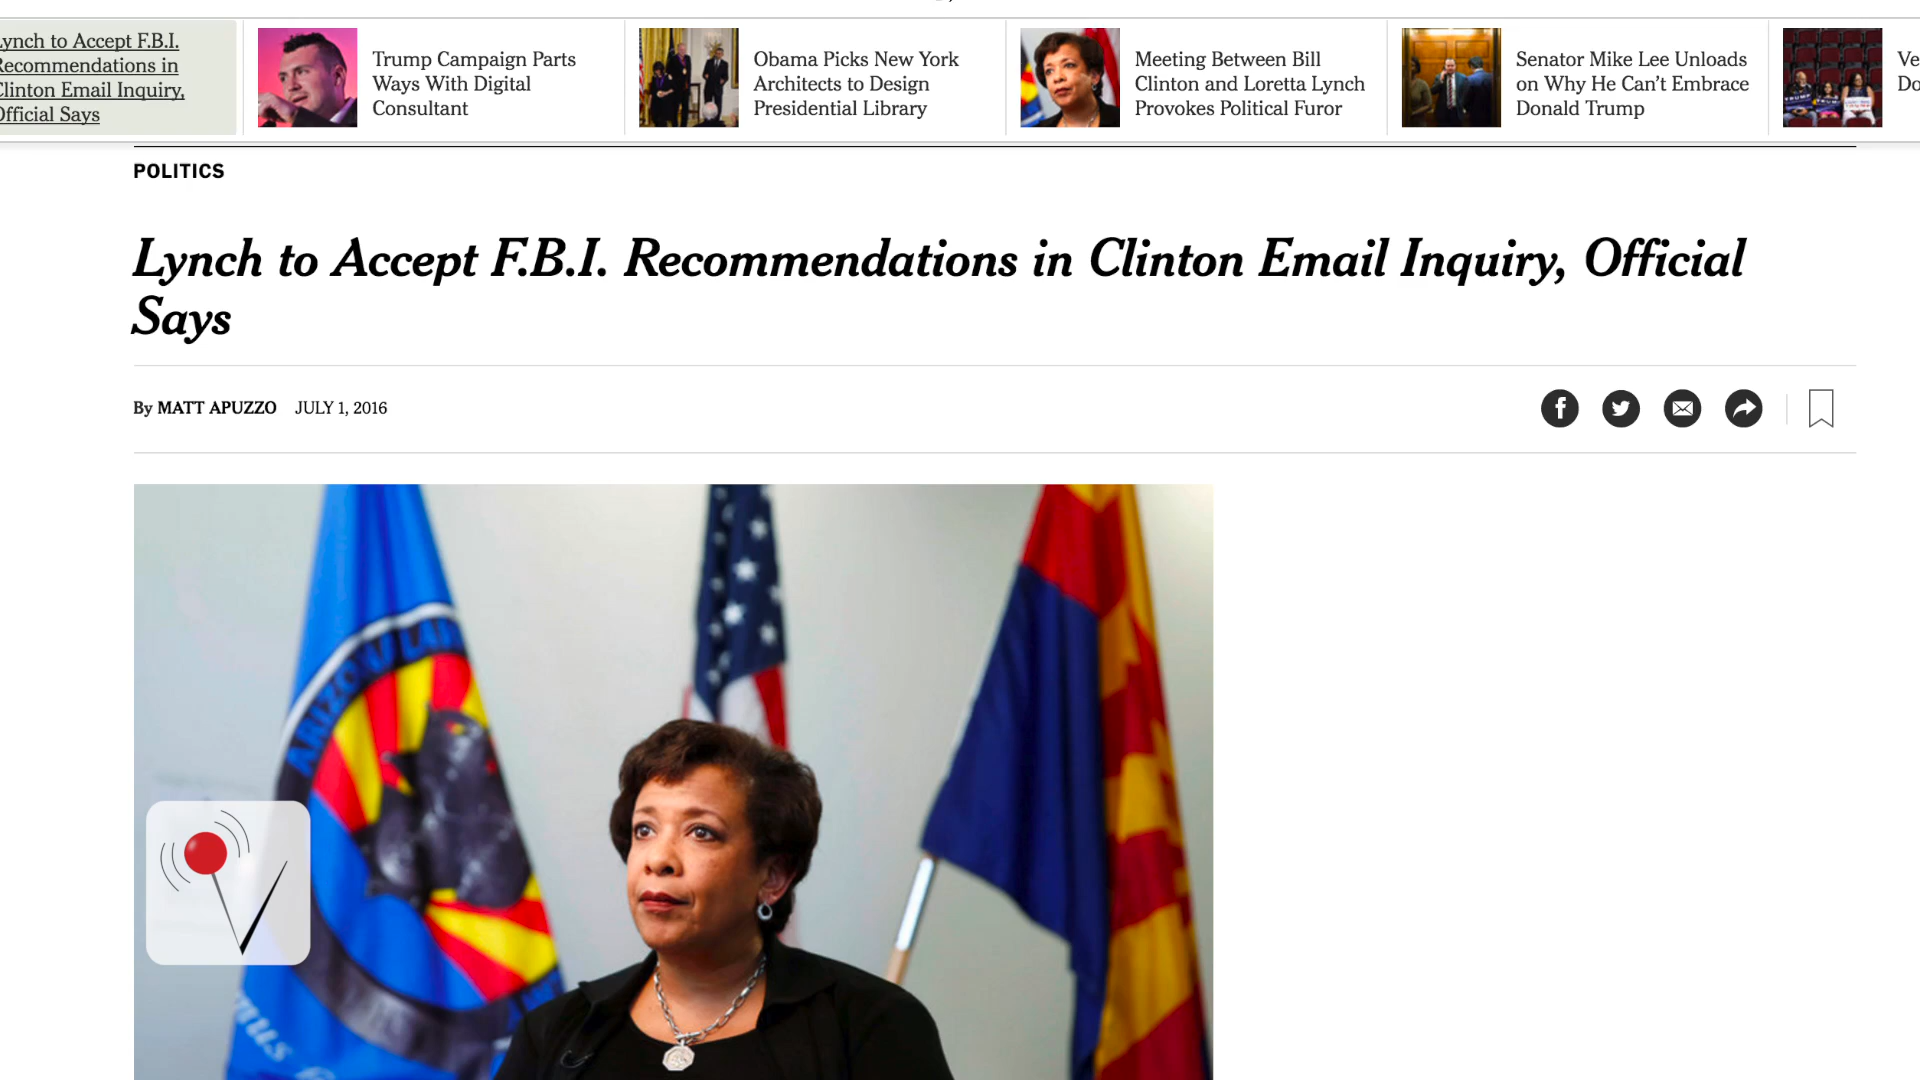 Lynch to Accept F.B.I.
Recommendations in
Clinton Email Inquiry,
Official Says
Trump Campaign Parts
Ways With Digital
Consultant
Obama Picks New York
Architects to Design
Presidential Library
Meeting Between Bill
Clinton and Loretta Lynch
Provokes Political Furor
Senator Mike Lee Unloads
on Why He Can’t Embrace
Donald Trump
Ve
Do
POLITICS
Lynch to Accept F.B.I. Recommendations in Clinton Email Inquiry, Official
Says
By MATT APUZZO JULY 1, 2016